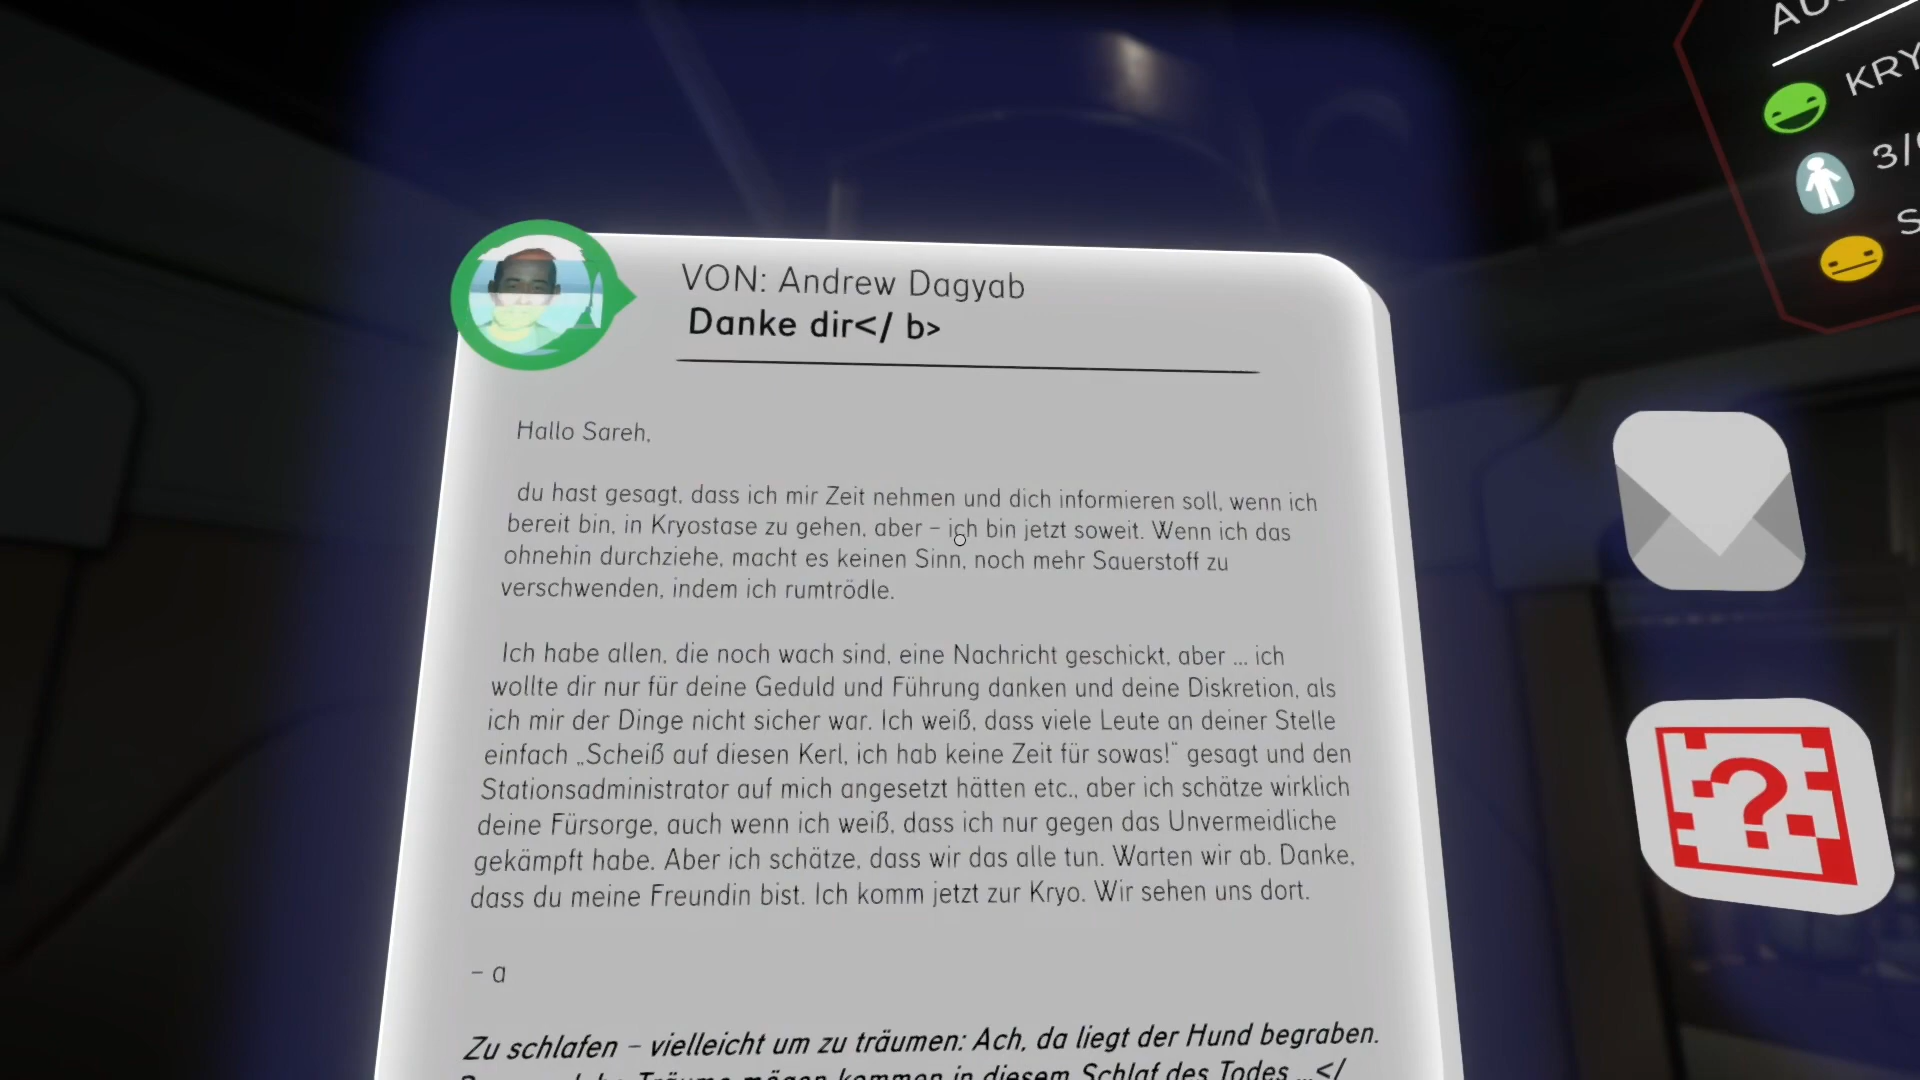 VON: Andrew Dagyab
Danke dir</ b>
Hallo Sareh,
du hast gesagt, dass ich mir Zeit nehmen und dich informieren soll, wenn ich
bereit bin, in Kryostase zu gehen, aber – ich bin jetzt soweit. Wenn ich das
ohnehin durchziehe, macht es keinen Sinn, noch mehr Sauerstoff zu
verschwenden, indem ich rumtrödle.
Ich habe allen, die noch wach sind, eine Nachricht geschickt, aber ... ich
wollte dir nur für deine Geduld und Führung danken und deine Diskretion, als
ich mir der Dinge nicht sicher war. Ich weiß, dass viele Leute an deiner Stelle
einfach „Scheiß auf diesen Kerl, ich hab keine Zeit für sowas!“ gesagt und den
Stationsadministrator auf mich angesetzt hätten etc., aber ich schätze wirklich
deine Fürsorge, auch wenn ich weiß, dass ich nur gegen das Unvermeidliche
gekämpft habe. Aber ich schätze, dass wir das alle tun. Warten wir ab. Danke,
dass du meine Freundin bist. Ich komm jetzt zur Kryo. Wir sehen uns dort.
– a
Zu schlafen – vielleicht um zu träumen: Ach, da liegt der Hund begraben.
Träume mögen kommen in diesem Schlaf des Todes ...</
KRY
3/
S
?